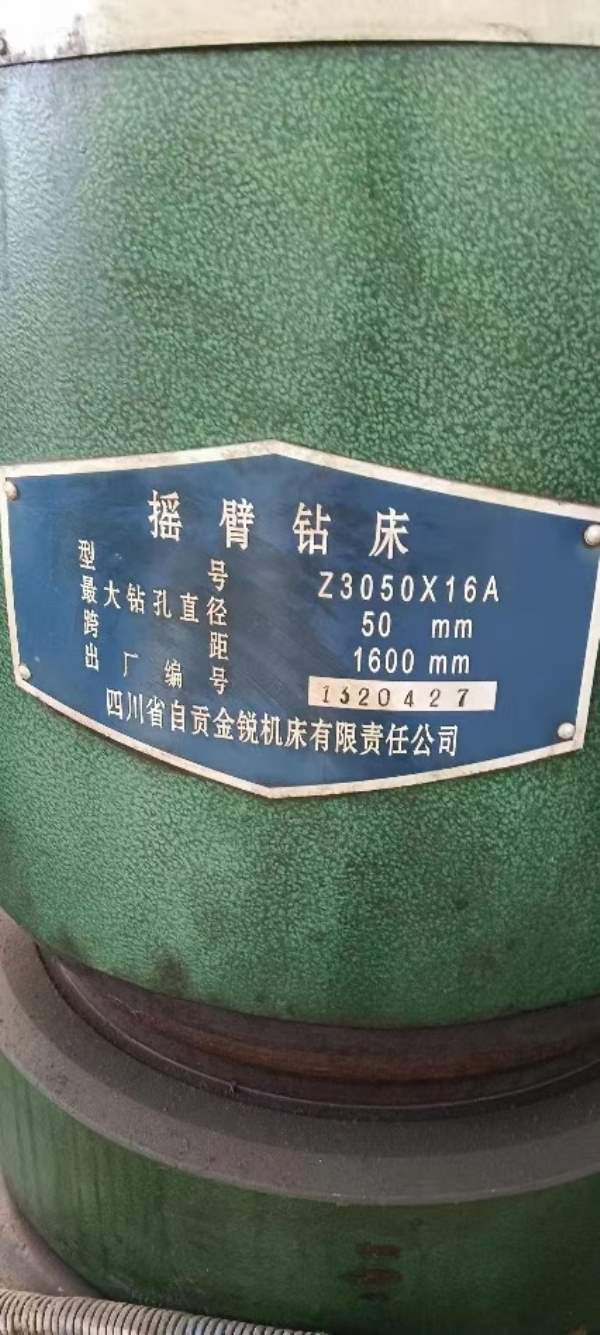 摇臂钻床
型号 Z3050X16A
最大钻孔直径 50 mm
跨距 1600 mm
出厂编号 1320427
四川省自贡金锐机床有限责任公司